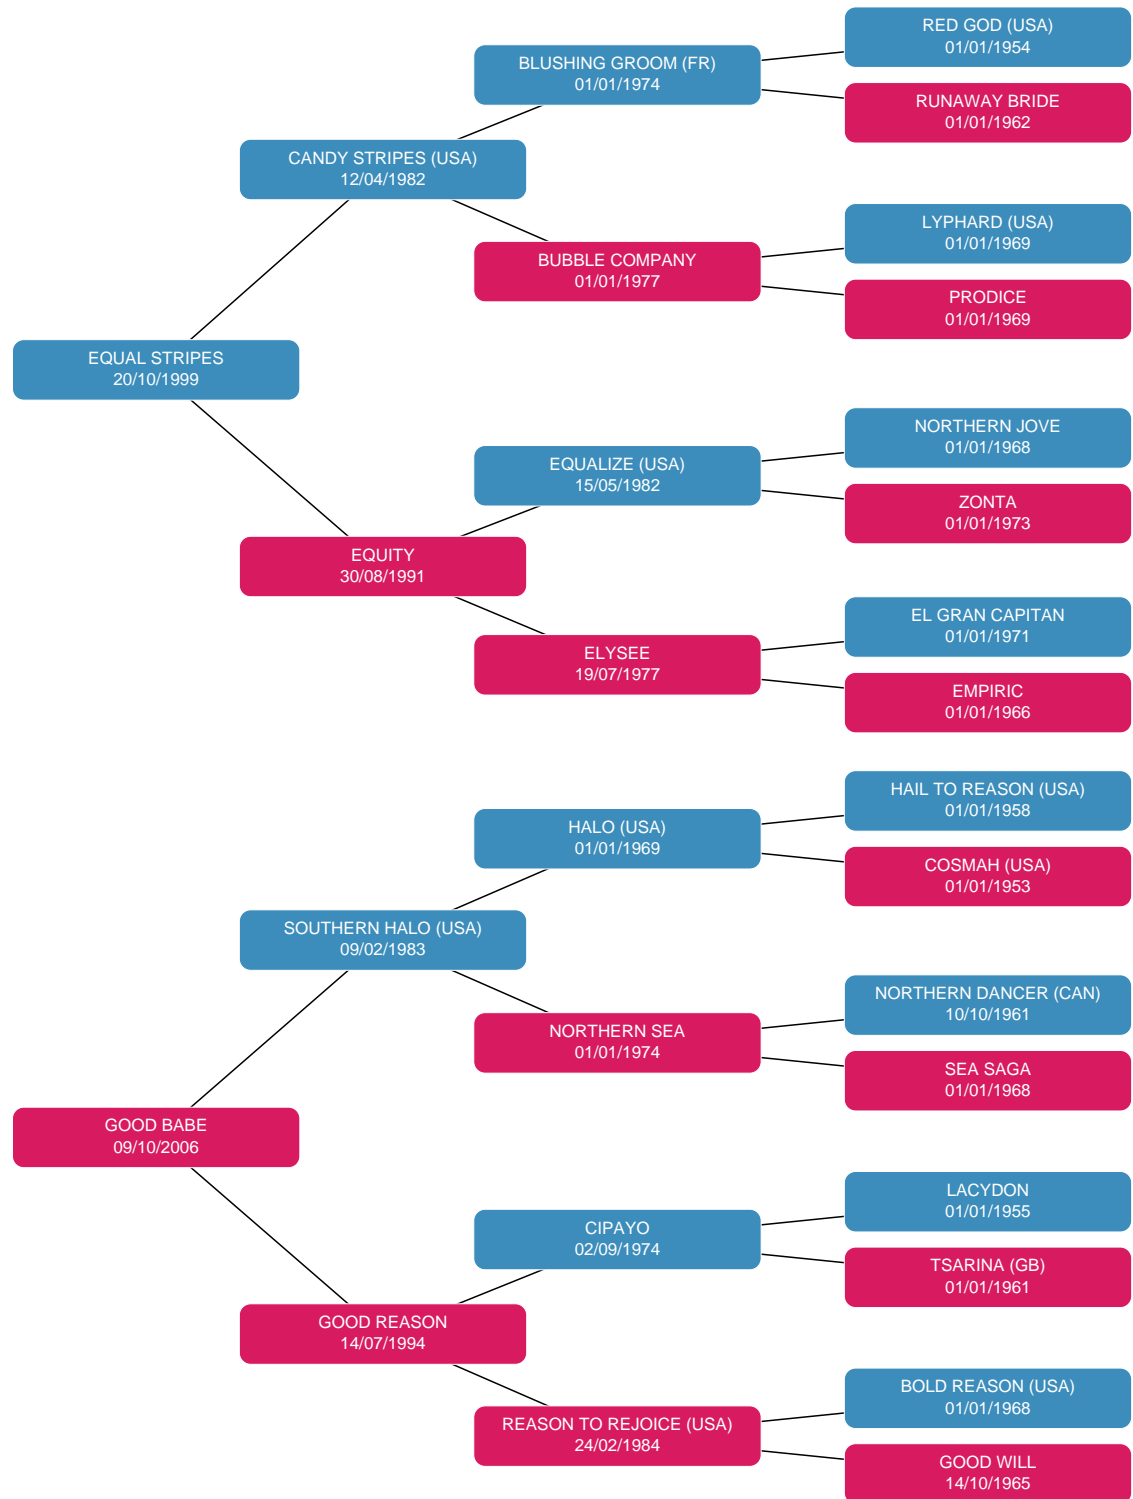 RED GOD (USA)
01/01/1954
BLUSHING GROOM (FR)
01/01/1974
RUNAWAY BRIDE
01/01/1962
CANDY STRIPES (USA)
12/04/1982
LYPHARD (USA)
01/01/1969
BUBBLE COMPANY
01/01/1977
PRODICE
01/01/1969
EQUAL STRIPES
20/10/1999
NORTHERN JOVE
01/01/1968
EQUALIZE (USA)
15/05/1982
ZONTA
01/01/1973
EQUITY
30/08/1991
EL GRAN CAPITAN
01/01/1971
ELYSEE
19/07/1977
EMPIRIC
01/01/1966
HAIL TO REASON (USA)
01/01/1958
HALO (USA)
01/01/1969
COSMAH (USA)
01/01/1953
SOUTHERN HALO (USA)
09/02/1983
NORTHERN DANCER (CAN)
10/10/1961
NORTHERN SEA
01/01/1974
SEA SAGA
01/01/1968
GOOD BABE
09/10/2006
LACYDON
01/01/1955
CIPAYO
02/09/1974
TSARINA (GB)
01/01/1961
GOOD REASON
14/07/1994
BOLD REASON (USA)
01/01/1968
REASON TO REJOICE (USA)
24/02/1984
GOOD WILL
14/10/1965